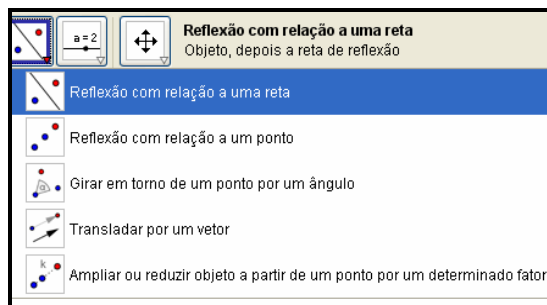 a=2
Reflexão com relação a uma reta
Objeto, depois a reta de reflexão
Reflexão com relação a uma reta
Reflexão com relação a um ponto
Girar em torno de um ponto por um ângulo
Transladar por um vetor
k
Ampliar ou reduzir objeto a partir de um ponto por um determinado fator